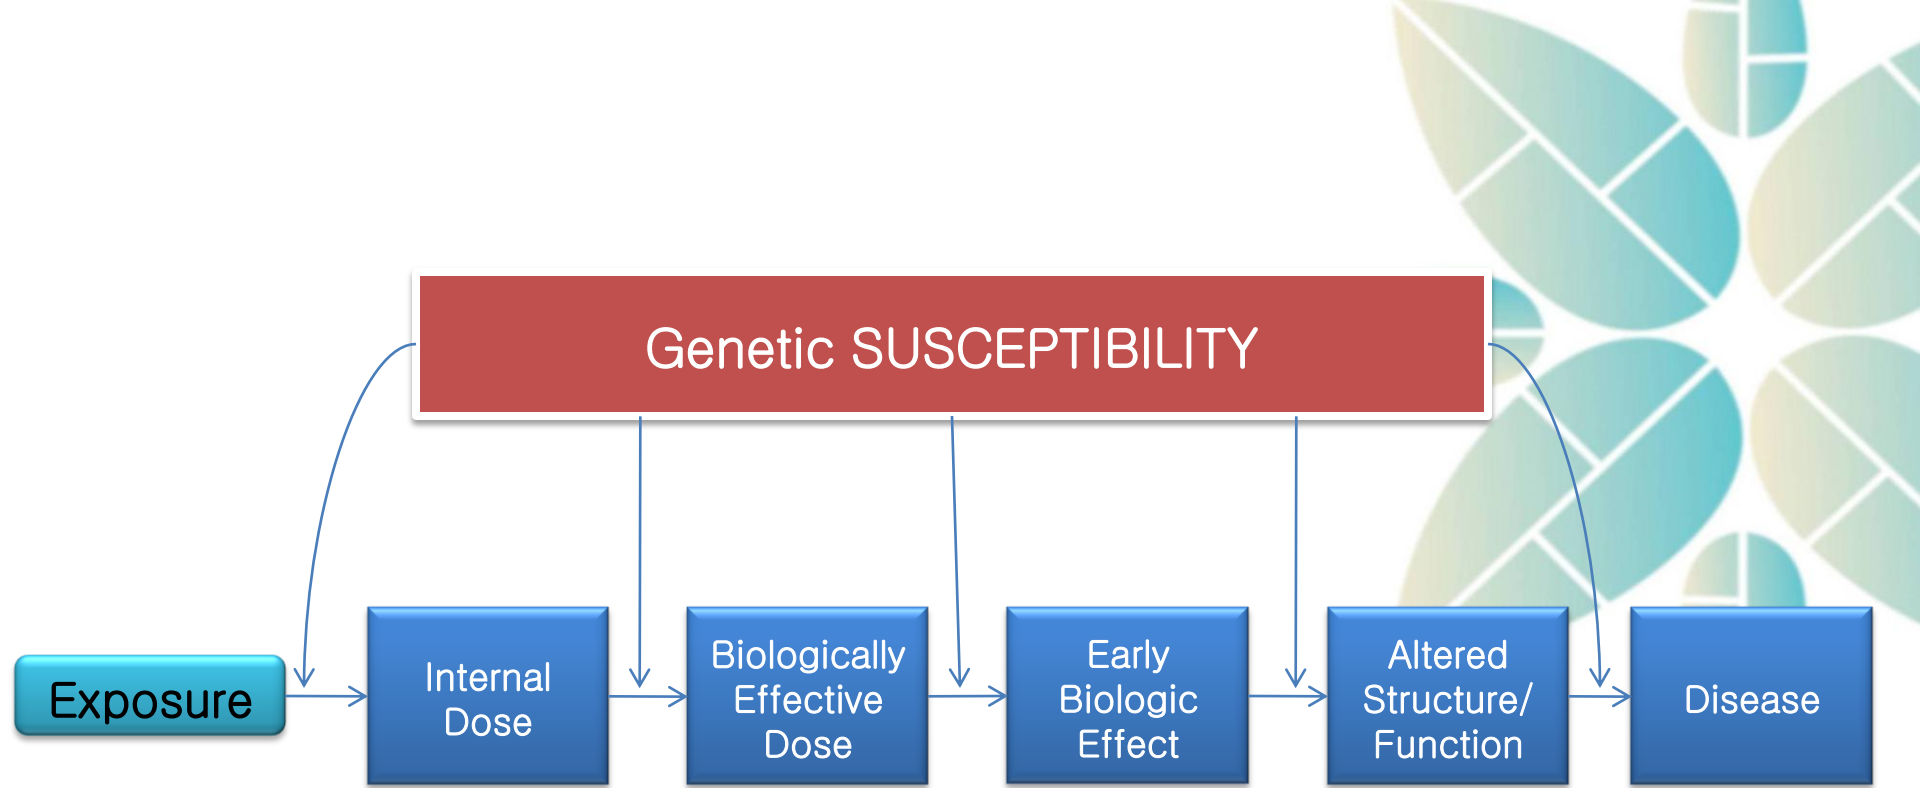 Genetic SUSCEPTIBILITY
Exposure
Internal
Dose
Biologically
Effective
Dose
Early
Biologic
Effect
Altered
Structure/
Function
Disease